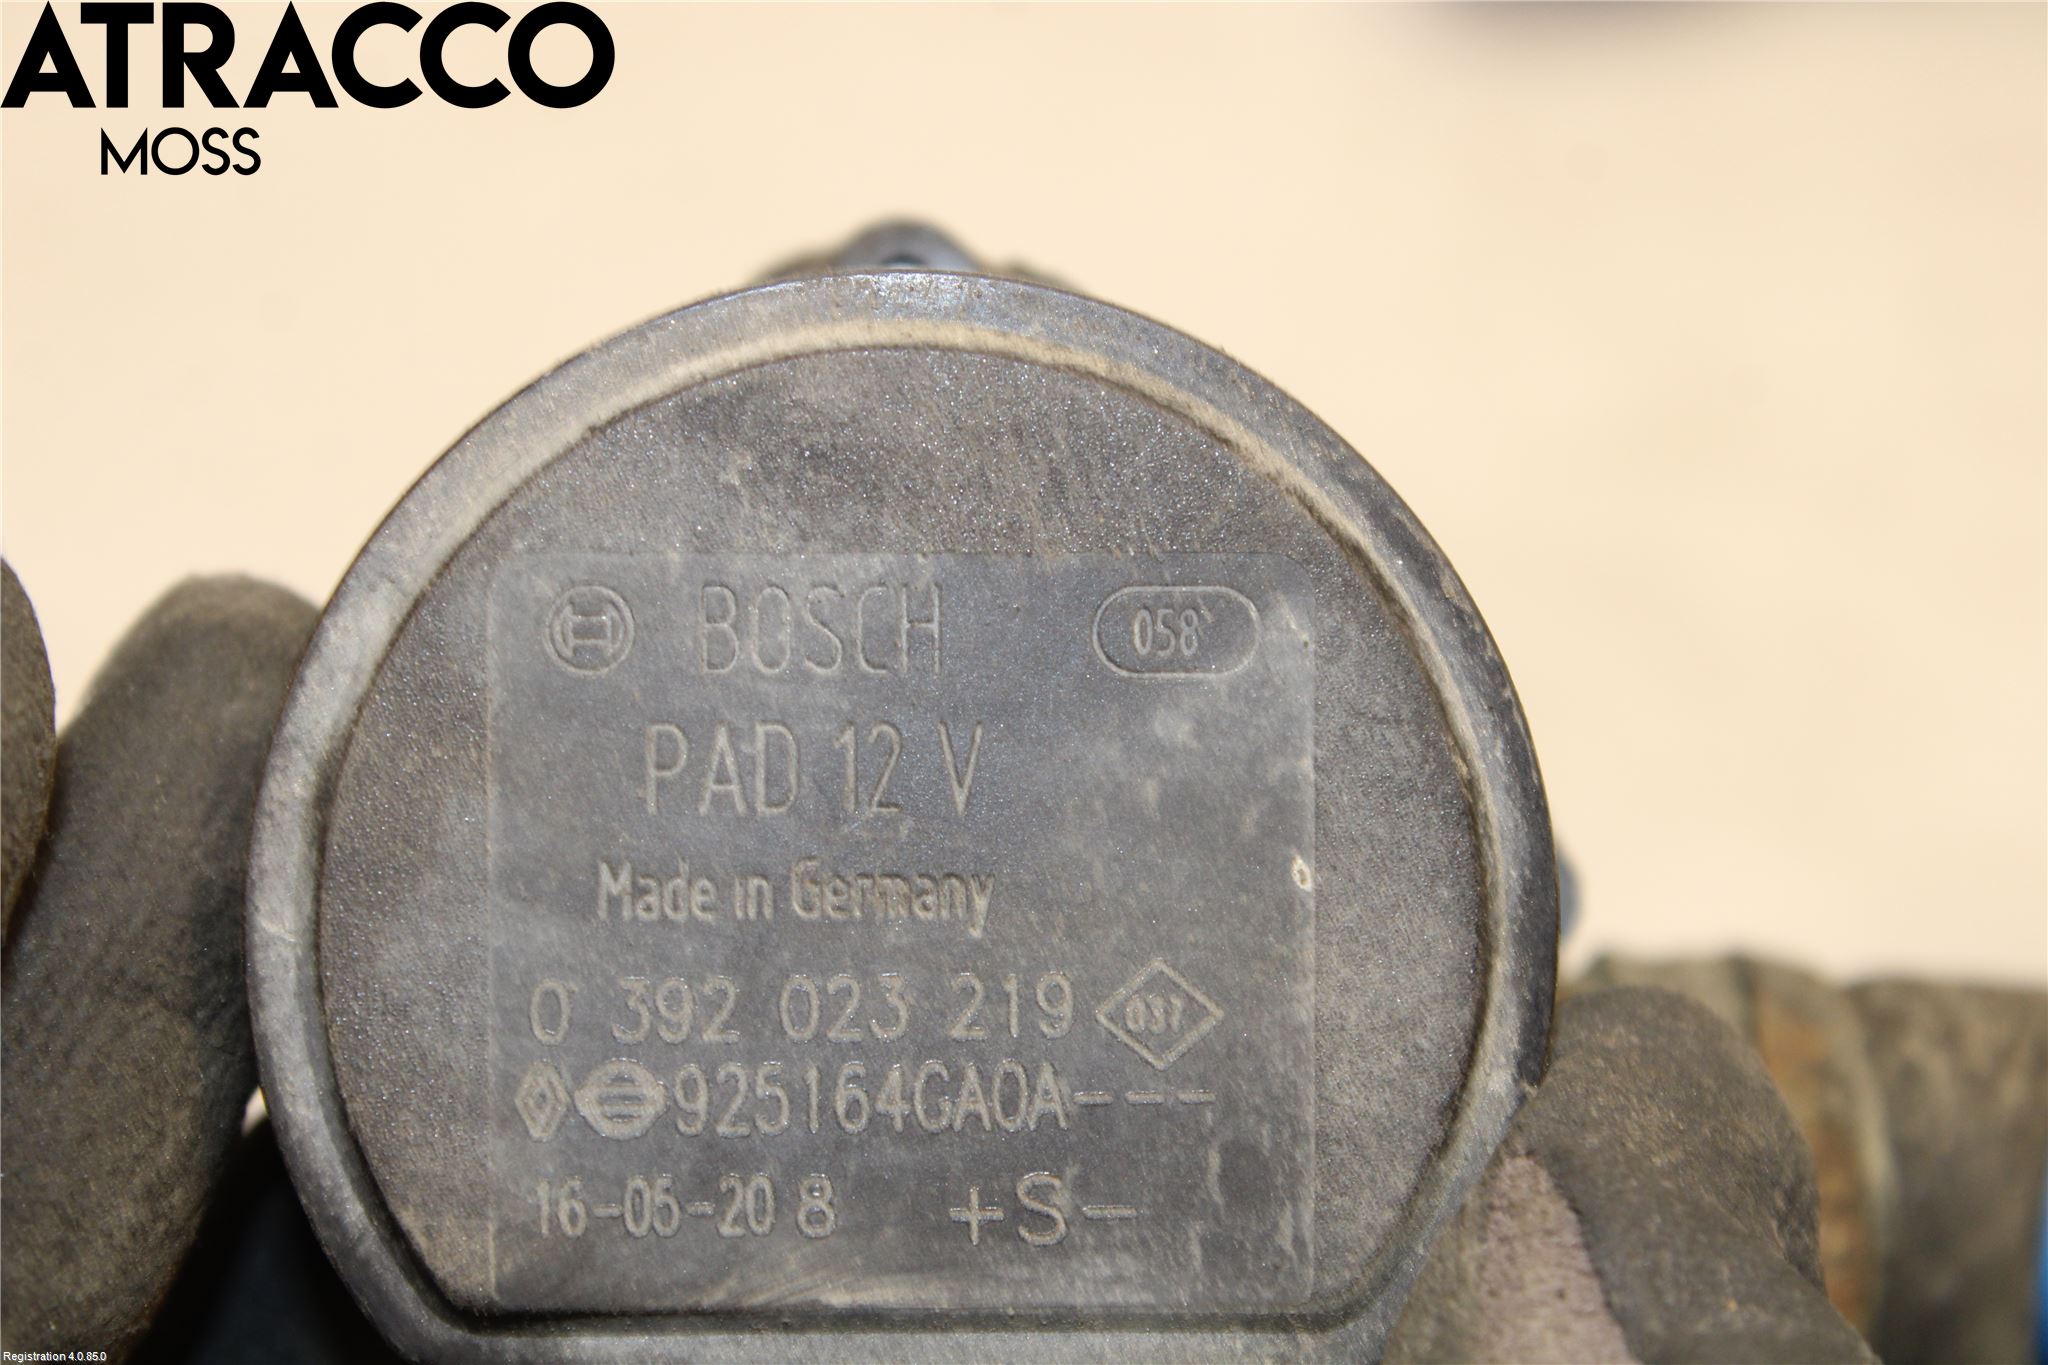 ATRACCO
MOSS
BOSCH 058
PAD 12 V
Made in Germany
0 392 023 219 037
925164GA0A---
16-06-20 8 +S-
Registration 4.0.85.0